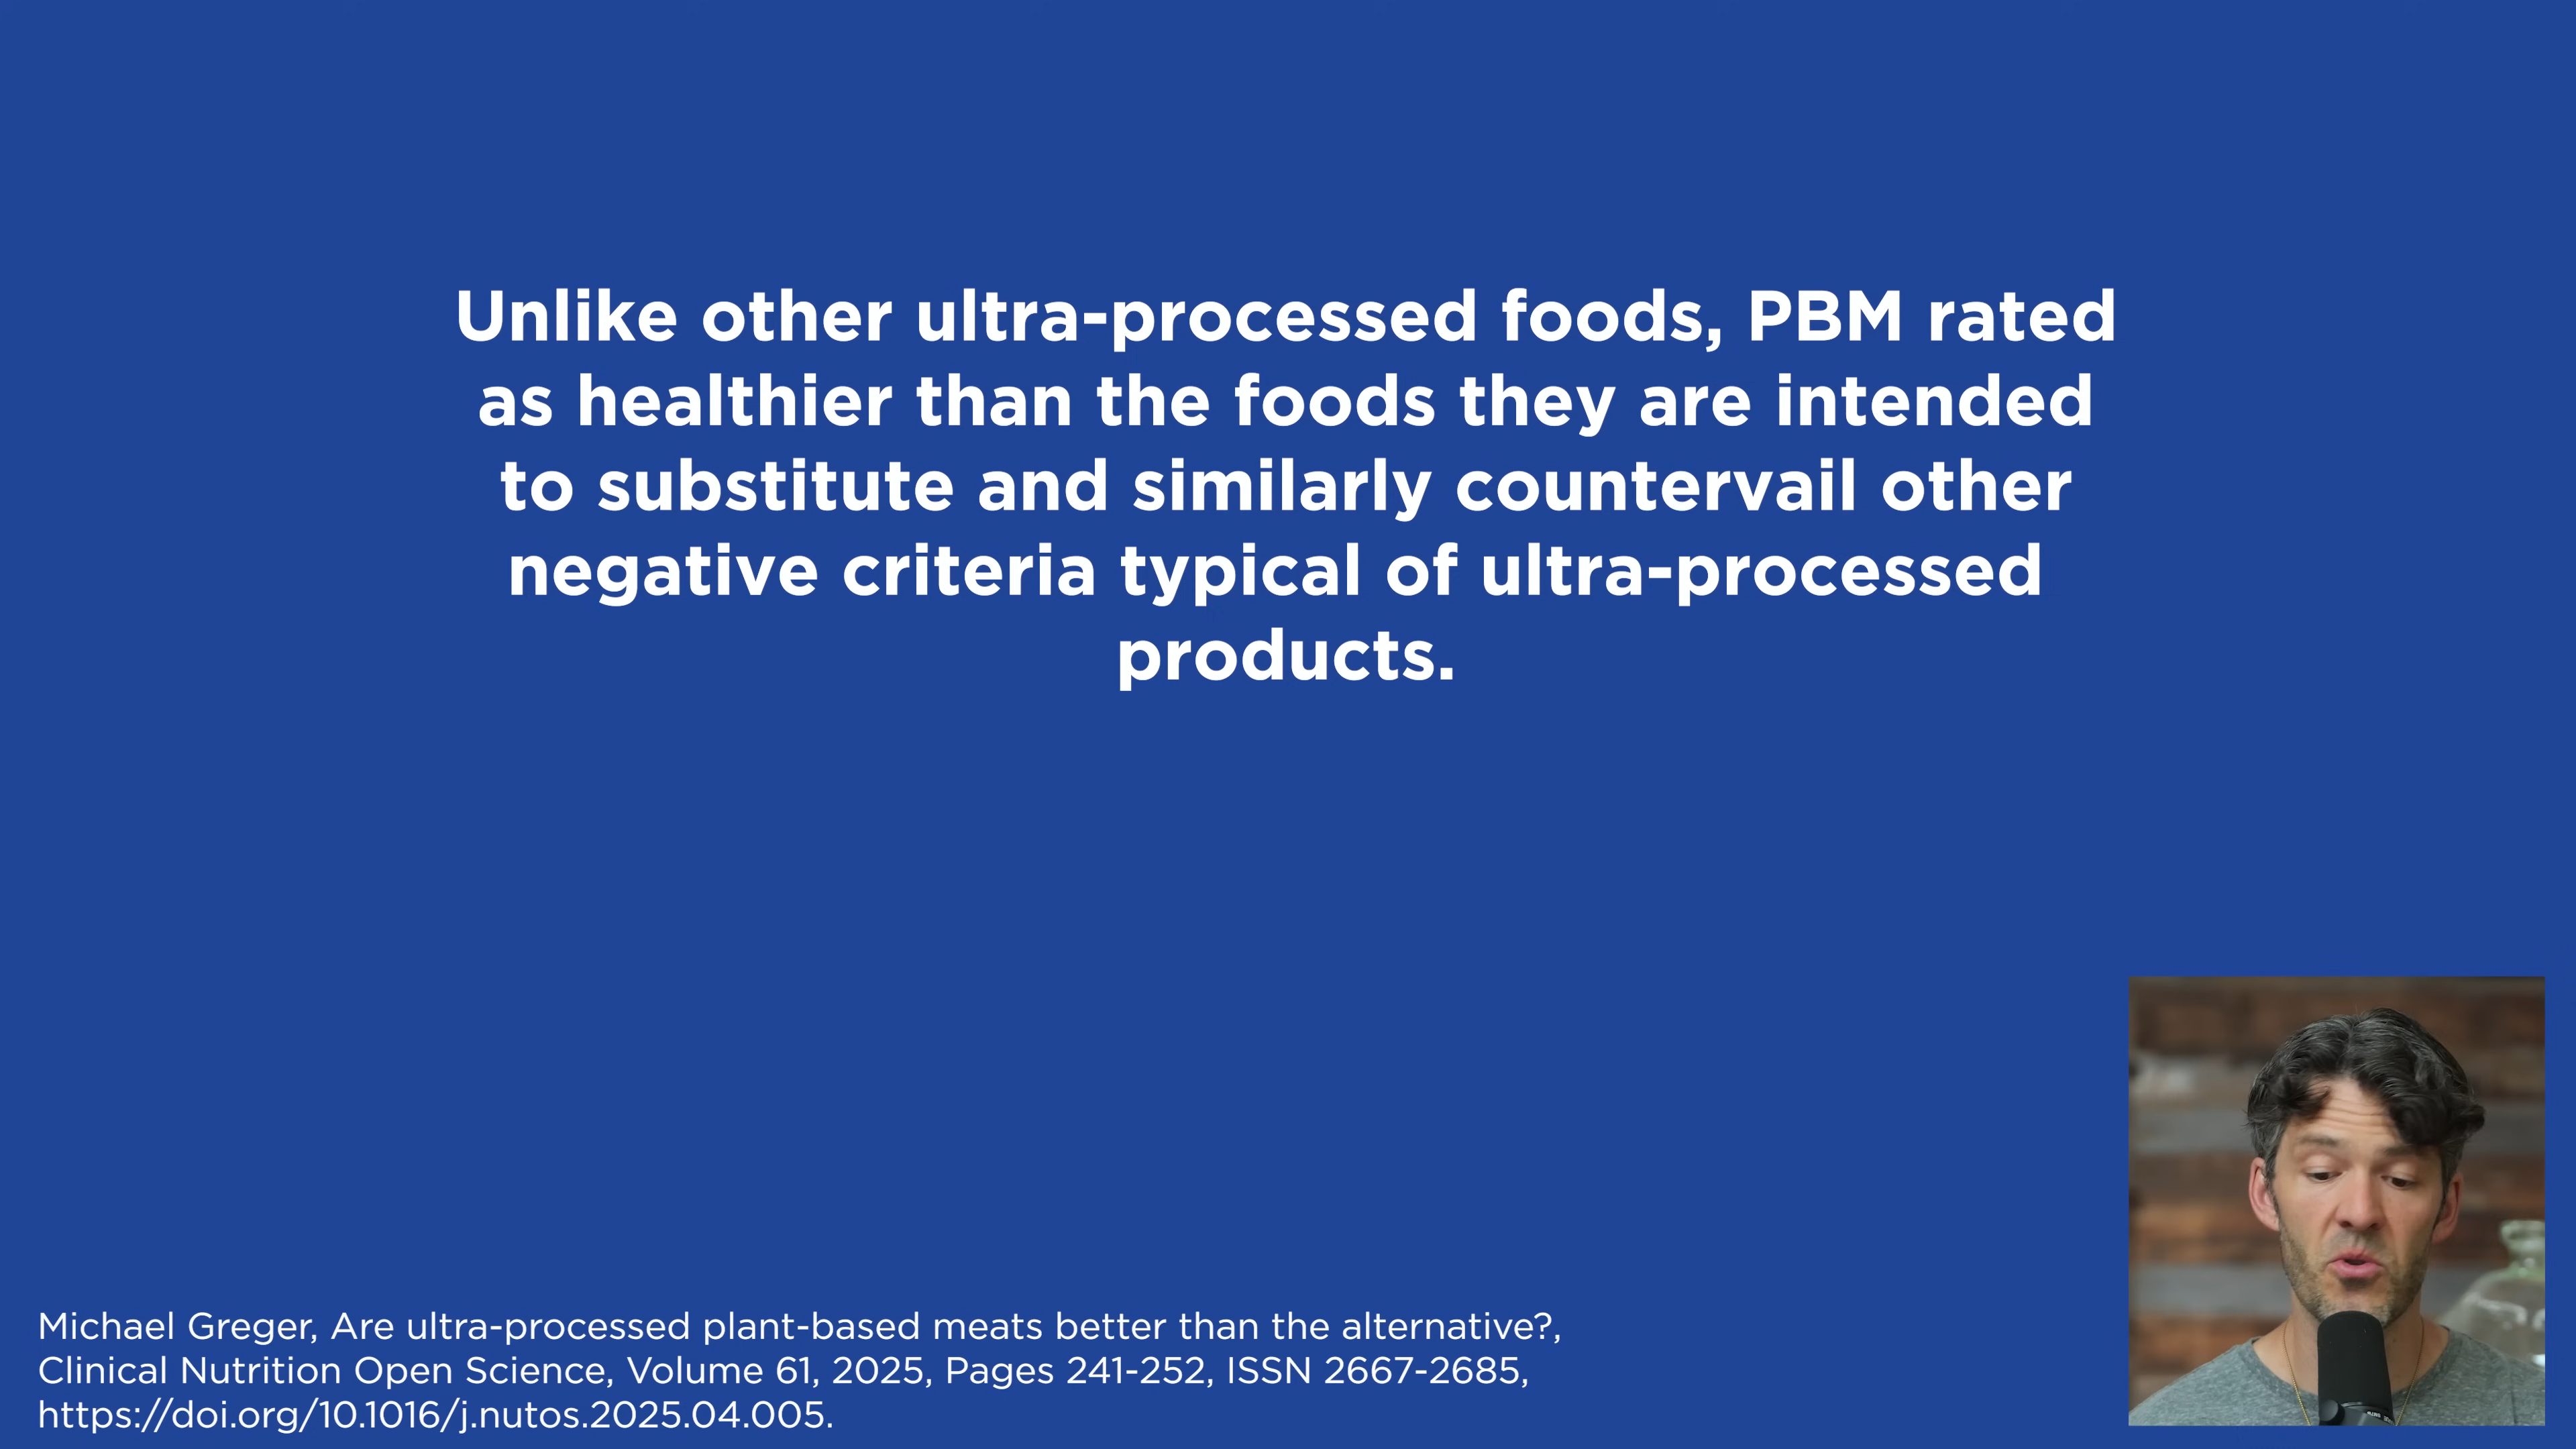 Unlike other ultra-processed foods, PBM rated
as healthier than the foods they are intended
to substitute and similarly countervail other
negative criteria typical of ultra-processed
products.
Michael Greger, Are ultra-processed plant-based meats better than the alternative?,
Clinical Nutrition Open Science, Volume 61, 2025, Pages 241-252, ISSN 2667-2685,
https://doi.org/10.1016/j.nutos.2025.04.005.